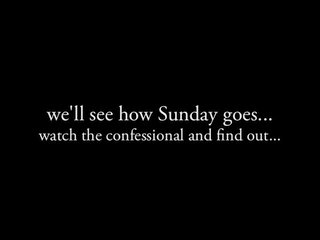 we'll see how Sunday goes...
watch the confessional and find out...